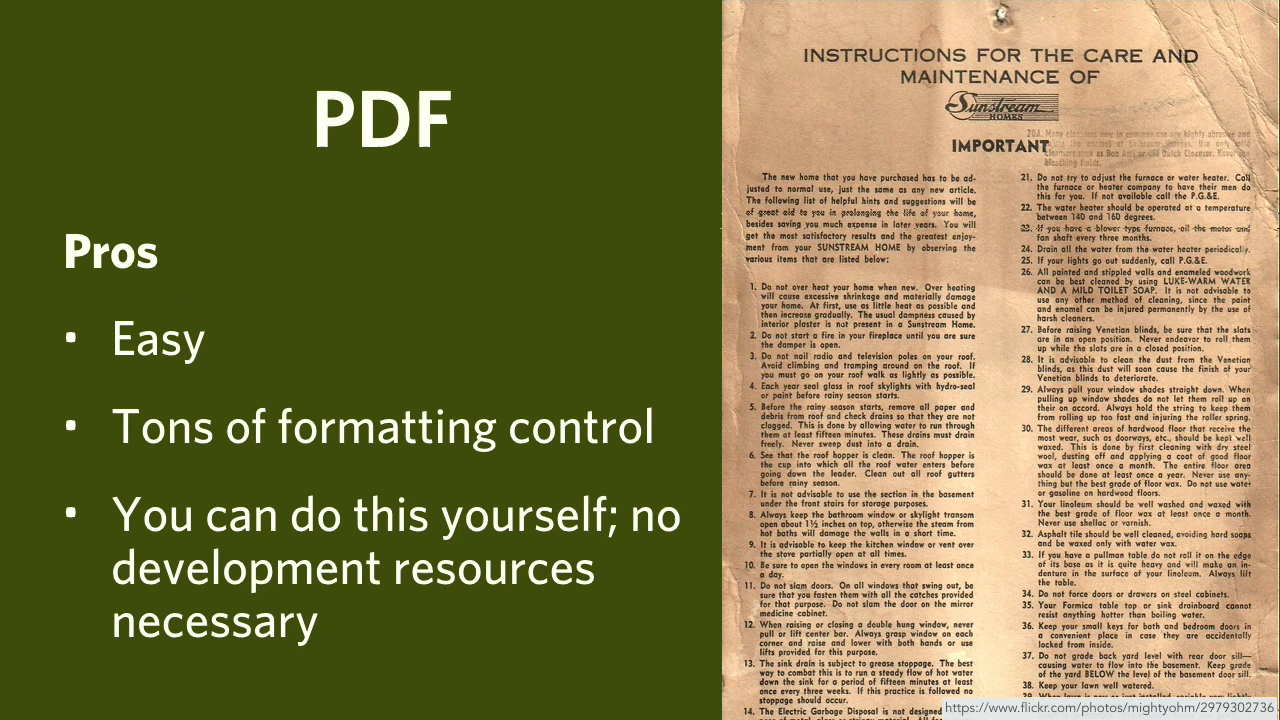 PDF
Pros
• Easy
• Tons of formatting control
• You can do this yourself; no
development resources
necessary
INSTRUCTIONS FOR THE CARE AND
MAINTENANCE OF
Sunstream
HOMES
IMPORTANT
20A. Many cleansers now in common use are highly abrasive and
The new home that you have purchased has to be ad-
justed to normal use, just the same as any new article.
The following list of helpful hints and suggestions will be
of great aid to you in prolonging the life of your home,
besides saving you much expense in later years. You will
get the most satisfactory results and the greatest enjoy-
ment from your SUNSTREAM HOME by observing the
various items that are listed below:
1. Do not over heat your home when new. Over heating
will cause excessive shrinkage and materially damage
your home. At first, use as little heat as possible and
then increase gradually. The usual dampness caused by
interior plaster is not present in a Sunstream Home.
2. Do not start a fire in your fireplace until you are sure
the damper is open.
3. Do not nail radio and television poles on your roof.
Avoid climbing and tramping around on the roof. If
you must go on your roof walk as lightly as possible.
4. Each year seal glass in roof skylights with hydro-seal
or paint before rainy season starts.
5. Before the rainy season starts, remove all paper and
debris from roof and check drains so that they are not
clogged. This is done by allowing water to run through
them at least fifteen minutes. These drains must drain
freely. Never sweep dust into a drain.
6. See that the roof hopper is clean. The roof hopper is
the cup into which all the roof water enters before
going down the leader. Clean out all roof gutters
before rainy season.
7. It is not advisable to use the section in the basement
under the front stairs for storage purposes.
8. Always keep the bathroom window or skylight transom
open about 1½ inches on top, otherwise the steam from
hot baths will damage the walls in a short time.
9. It is advisable to keep the kitchen window or vent over
the stove partially open at all times.
10. Be sure to open the windows in every room at least once
a day.
11. Do not slam doors. On all windows that swing out, be
sure that you fasten them with all the catches provided
for that purpose. Do not slam the door on the mirror
medicine cabinet.
12. When raising or closing a double hung window, never
pull or lift center bar. Always grasp window on each
corner and raise and lower with both hands or use
lifts provided for this purpose.
13. The sink drain is subject to grease stoppage. The best
way to combat this is to run a steady flow of hot water
down the sink for a period of fifteen minutes at least
once every three weeks. If this practice is followed no
stoppage should occur.
14. The Electric Garbage Disposal is not designed
21. Do not try to adjust the furnace or water heater. Call
the furnace or heater company to have their men do
this for you. If not available call the P.G.&E.
22. The water heater should be operated at a temperature
between 140 and 160 degrees.
23. If you have a blower type furnace, oil the motor and
fan shaft every three months.
24. Drain all the water from the water heater periodically.
25. If your lights go out suddenly, call P.G.&E.
26. All painted and stippled walls and enameled woodwork
can be best cleaned by using LUKE-WARM WATER
AND A MILD TOILET SOAP. It is not advisable to
use any other method of cleaning, since the paint
and enamel can be injured permanently by the use of
harsh cleaners.
27. Before raising Venetian blinds, be sure that the slats
are in an open position. Never endeavor to roll them
up while the slats are in a closed position.
28. It is advisable to clean the dust from the Venetian
blinds, as this dust will soon cause the finish of your
Venetian blinds to deteriorate.
29. Always pull your window shades straight down. When
pulling up window shades do not let them roll up on
their on accord. Always hold the string to keep them
from rolling up too fast and injuring the roller spring.
30. The different areas of hardwood floor that receive the
most wear, such as doorways, etc., should be kept well
waxed. This is done by first cleaning with dry steel
wool, dusting off and applying a coat of good floor
wax at least once a month. The entire floor area
should be done at least once a year. Never use any-
thing but the best grade of floor wax. Do not use water
or gasoline on hardwood floors.
31. Your linoleum should be well washed and waxed with
the best grade of floor wax at least once a month.
Never use shellac or varnish.
32. Asphalt tile should be well cleaned, avoiding hard soaps
and be waxed only with water wax.
33. If you have a pullman table do not roll it on the edge
of its base as it is quite heavy and will make an in-
denture in the surface of your linoleum. Always lift
the table.
34. Do not force doors or drawers on steel cabinets.
35. Your Formica table top or sink drainboard cannot
resist anything hotter than boiling water.
36. Keep your small keys for bath and bedroom doors in
a convenient place in case they are accidentally
locked from inside.
37. Do not grade back yard level with rear door sill—
causing water to flow into the basement. Keep grade
of the yard BELOW the level of the basement door sill.
38. Keep your lawn well watered.
https://www.flickr.com/photos/mightyohm/2979302736